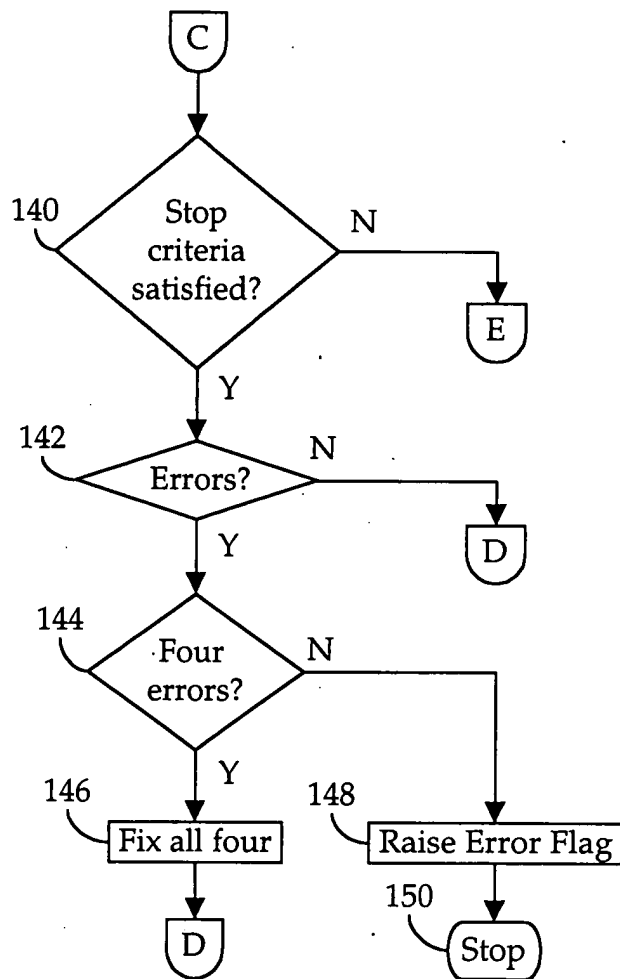 C
140
Stop
criteria
satisfied?
N
E
Y
142
Errors?
N
D
Y
144
Four
errors?
N
Y
146
Fix all four
148
Raise Error Flag
D
150
Stop